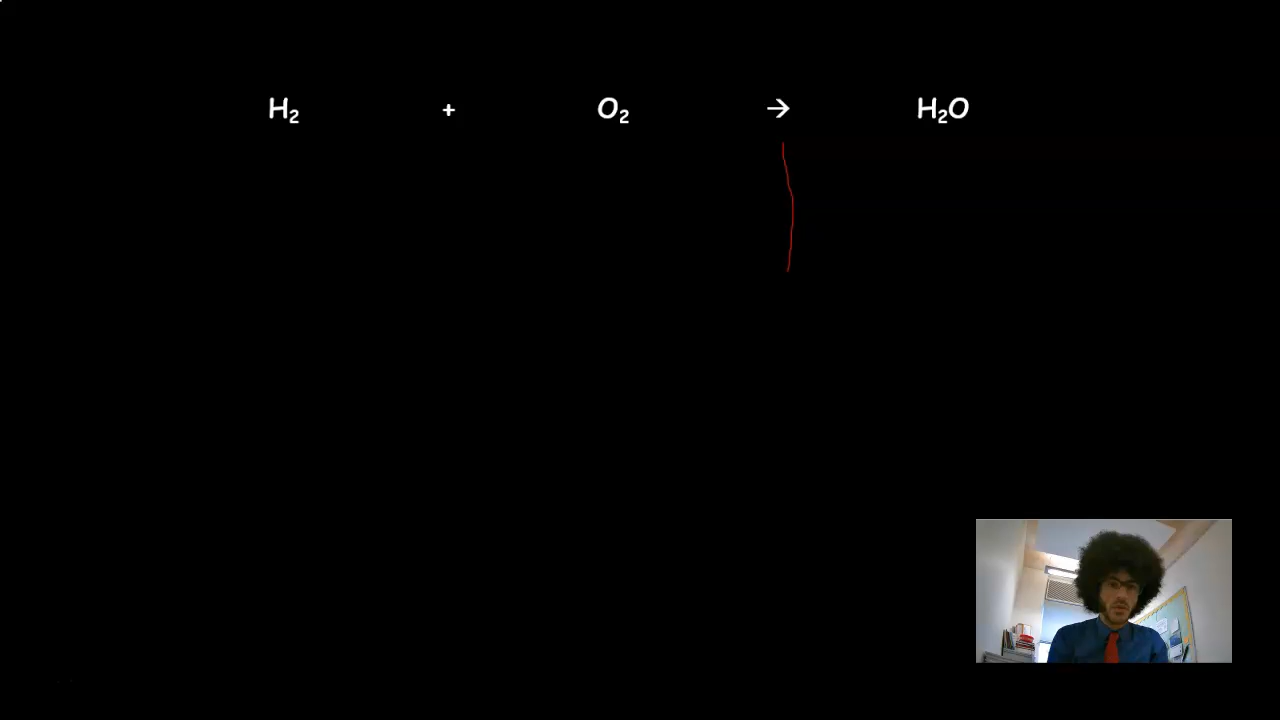 H₂ + O₂ → H₂O